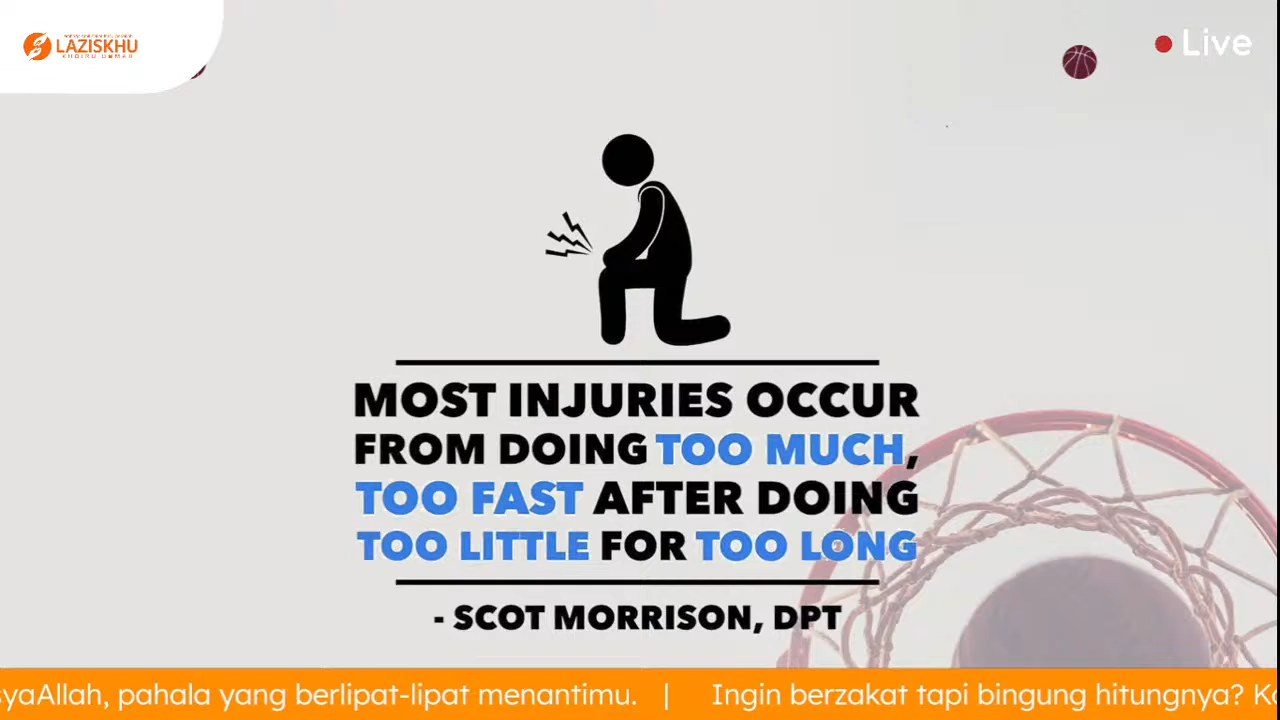 LAZISKHU
Live
MOST INJURIES OCCUR
FROM DOING TOO MUCH,
TOO FAST AFTER DOING
TOO LITTLE FOR TOO LONG
- SCOT MORRISON, DPT
syaAllah, pahala yang berlipat-lipat menantimu. | Ingin berzakat tapi bingung hitungnya?